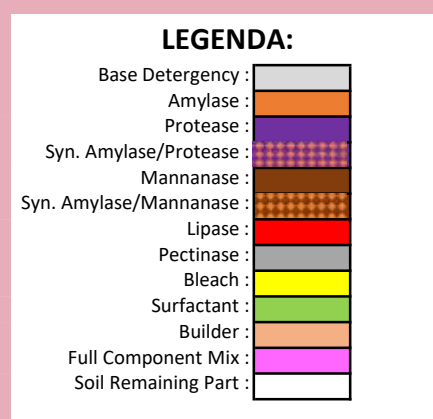 LEGENDA:
Base Detergency :
Amylase :
Protease :
Syn. Amylase/Protease :
Mannanase :
Syn. Amylase/Mannanase :
Lipase :
Pectinase :
Bleach :
Surfactant :
Builder :
Full Component Mix :
Soil Remaining Part :